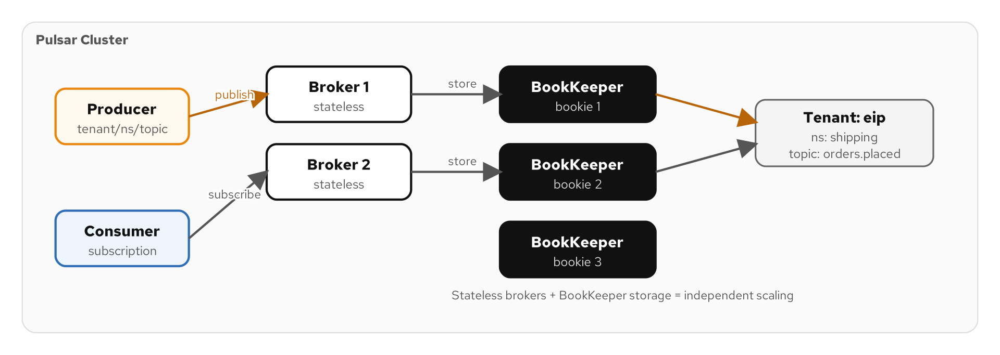 Pulsar Cluster
Producer
tenant/ns/topic
publish
Broker 1
stateless
store
BookKeeper
bookie 1
Tenant: eip
ns: shipping
topic: orders.placed
Broker 2
stateless
store
BookKeeper
bookie 2
subscribe
Consumer
subscription
BookKeeper
bookie 3
Stateless brokers + BookKeeper storage = independent scaling